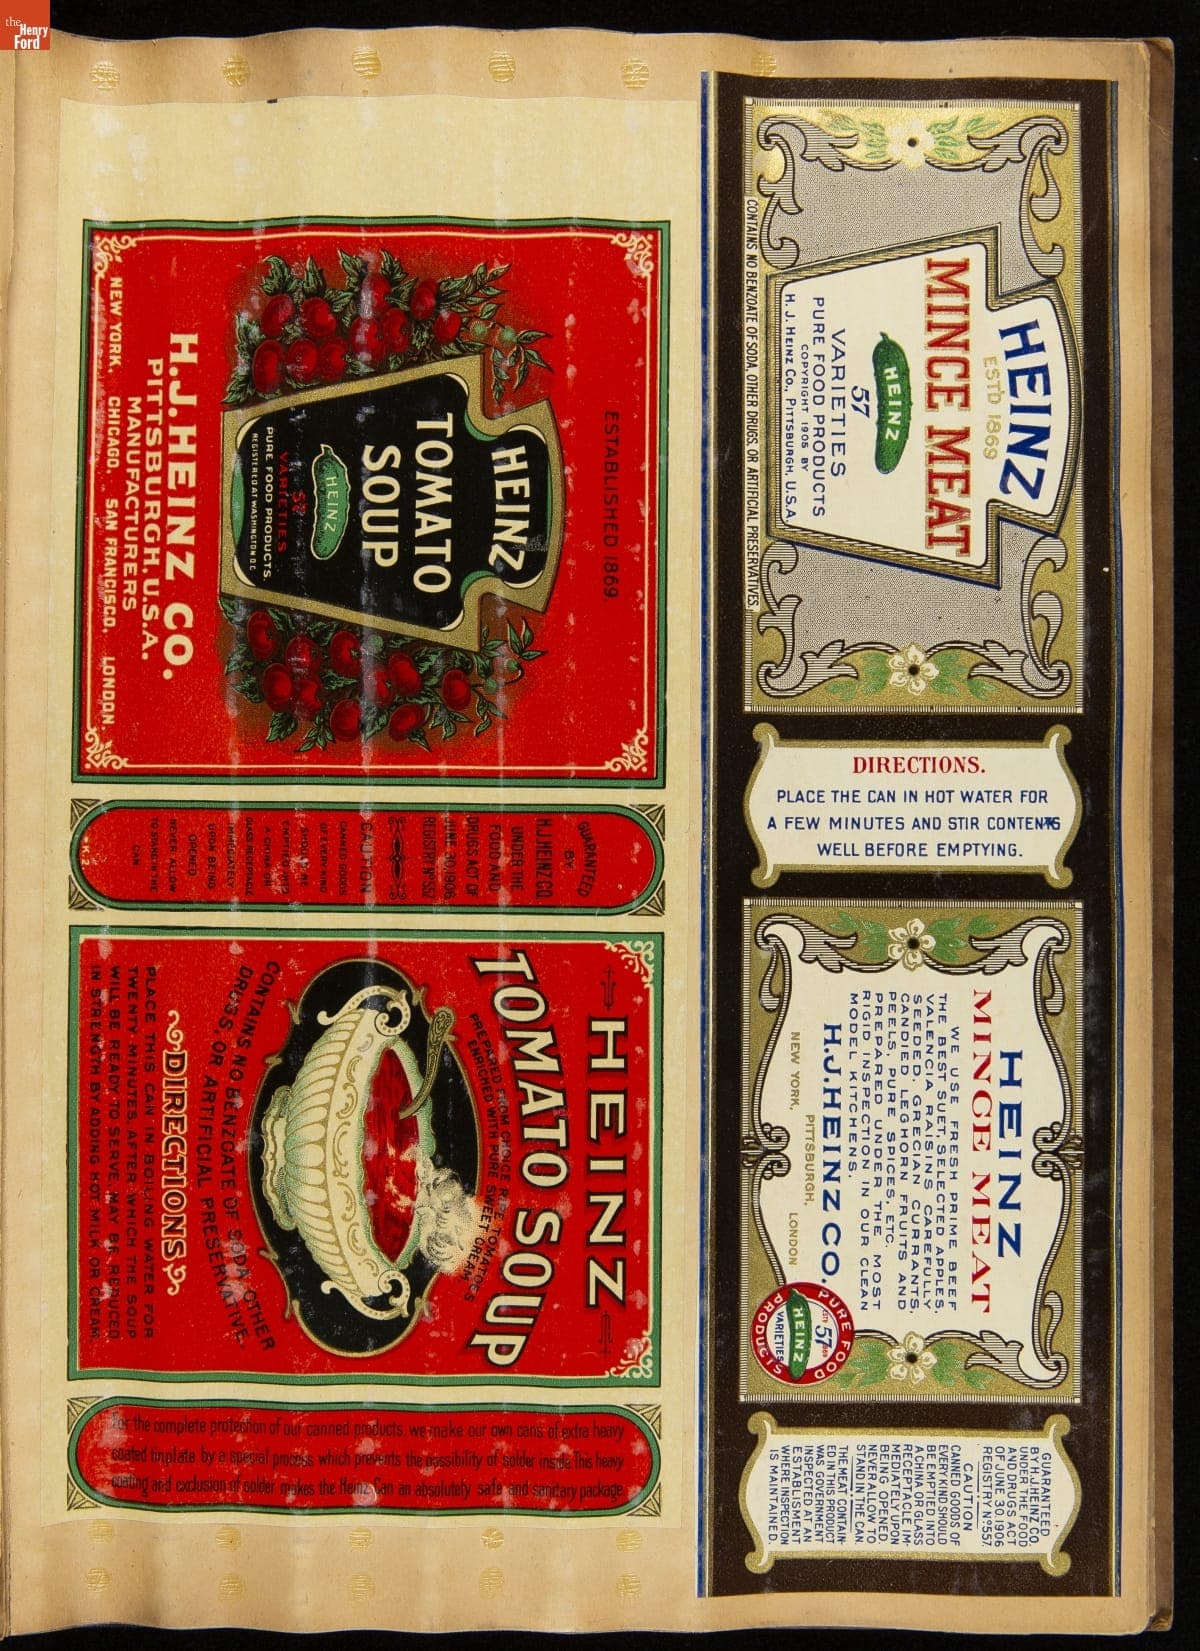 the
Henry
Ford
ESTABLISHED 1869.
HEINZ
TOMATO
SOUP
HEINZ
57
VARIETIES
PURE FOOD PRODUCTS.
REGISTERED AT WASHINGTON D.C.
H.J. HEINZ CO.
PITTSBURGH, U.S.A.
MANUFACTURERS
NEW YORK, CHICAGO, SAN FRANCISCO, LONDON.
GUARANTEED
BY
H.J. HEINZ CO.
UNDER THE
FOOD AND
DRUGS ACT OF
JUNE 30, 1906
REGISTRY Nº 557
CAUTION
CANNED GOODS
OF EVERY KIND
SHOULD BE
EMPTIED INTO
A CHINA OR
GLASS RECEPTACLE
IMMEDIATELY
UPON BEING
OPENED
NEVER ALLOW
TO STAND IN THE
CAN
HEINZ
TOMATO SOUP
PREPARED FROM CHOICE RIPE TOMATOES
ENRICHED WITH PURE SWEET CREAM
CONTAINS NO BENZOATE OF SODA, OTHER
DRUGS, OR ARTIFICIAL PRESERVATIVE.
DIRECTIONS
PLACE THIS CAN IN BOILING WATER FOR
TWENTY MINUTES, AFTER WHICH THE SOUP
WILL BE READY TO SERVE. MAY BE REDUCED
IN STRENGTH BY ADDING HOT MILK OR CREAM
For the complete protection of our canned products, we make our own cans of extra heavy
coated tinplate by a special process which prevents the possibility of solder inside. This heavy
coating and exclusion of solder makes the Heinz Can an absolutely safe and sanitary package.
HEINZ
ESTD 1869
MINCE MEAT
HEINZ
57
VARIETIES
PURE FOOD PRODUCTS
COPYRIGHT 1905 BY
H. J. HEINZ CO., PITTSBURGH, U.S.A.
CONTAINS NO BENZOATE OF SODA, OTHER DRUGS, OR ARTIFICIAL PRESERVATIVES.
DIRECTIONS.
PLACE THE CAN IN HOT WATER FOR
A FEW MINUTES AND STIR CONTENTS
WELL BEFORE EMPTYING.
HEINZ
MINCE MEAT
WE USE FRESH PRIME BEEF
THE BEST SUET, SELECTED APPLES,
VALENCIA RAISINS CAREFULLY
SEEDED, GRECIAN CURRANTS,
CANDIED LEGHORN FRUITS AND
PEELS, PURE SPICES, ETC.
PREPARED UNDER THE MOST
RIGID INSPECTION IN OUR CLEAN
MODEL KITCHENS.
H.J. HEINZ CO.
NEW YORK, PITTSBURGH, LONDON
PURE FOOD
57
HEINZ
VARIETIES
PRODUCTS
GUARANTEED
BY H.J. HEINZ CO.
UNDER THE FOOD
AND DRUGS ACT
OF JUNE 30, 1906
REGISTRY Nº 557.
CAUTION
CANNED GOODS OF
EVERY KIND SHOULD
BE EMPTIED INTO
A CHINA OR GLASS
RECEPTACLE IM-
MEDIATELY UPON
BEING OPENED.
NEVER ALLOW TO
STAND IN THE CAN.
THE MEAT CONTAIN-
ED IN THIS PRODUCT
WAS GOVERNMENT
INSPECTED AT AN
ESTABLISHMENT
WHERE INSPECTION
IS MAINTAINED.